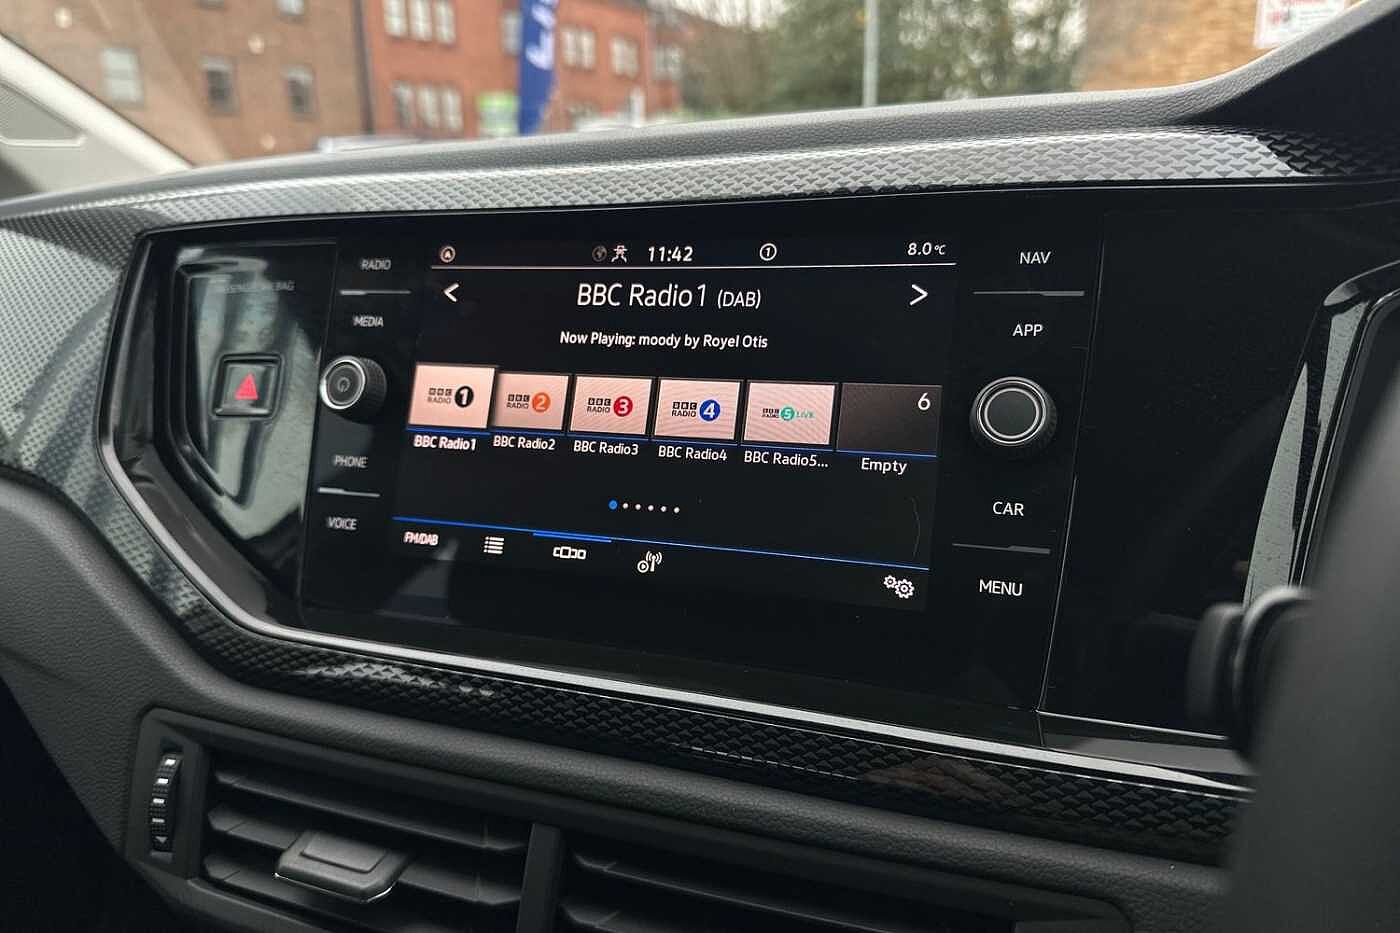 11:42
1
8.0°C
BBC Radio1 (DAB)
Now Playing: moody by Royel Otis
RADIO
MEDIA
PHONE
VOICE
NAV
APP
CAR
MENU
BBC RADIO 1
BBC RADIO 2
BBC RADIO 3
BBC RADIO 4
BBC RADIO 5 LIVE
6
BBC Radio1
BBC Radio2
BBC Radio3
BBC Radio4
BBC Radio5...
Empty
FM/DAB